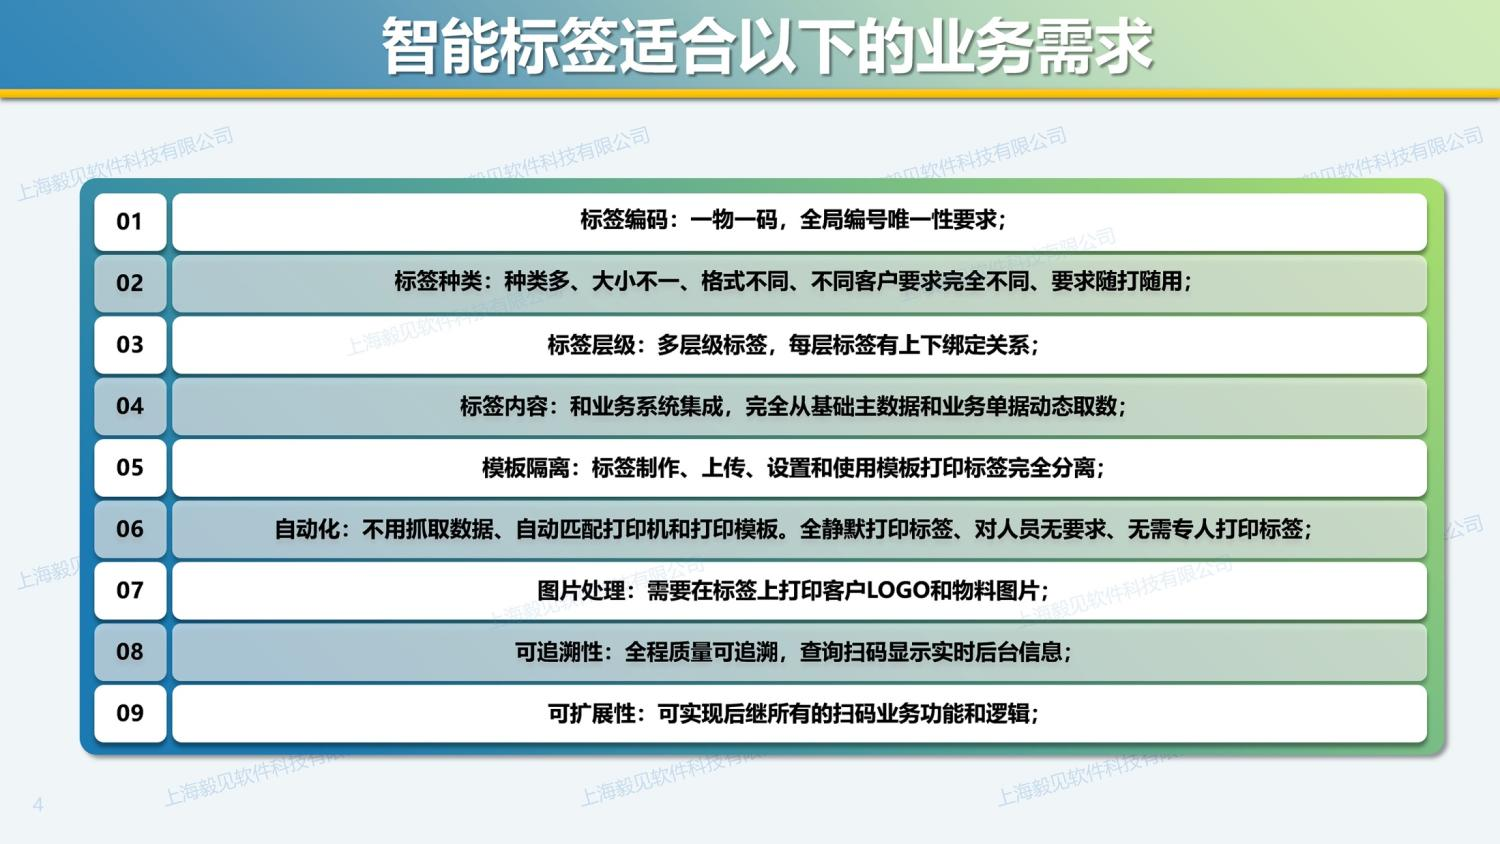 智能标签适合以下的业务需求
上海毅见软件科技有限公司
01
标签编码：一物一码，全局编号唯一性要求；
02
标签种类：种类多、大小不一、格式不同、不同客户要求完全不同、要求随打随用；
03
标签层级：多层级标签，每层标签有上下绑定关系；
04
标签内容：和业务系统集成，完全从基础主数据和业务单据动态取数；
05
模板隔离：标签制作、上传、设置和使用模板打印标签完全分离；
06
自动化：不用抓取数据、自动匹配打印机和打印模板。全静默打印标签、对人员无要求、无需专人打印标签；
07
图片处理：需要在标签上打印客户LOGO和物料图片；
08
可追溯性：全程质量可追溯，查询扫码显示实时后台信息；
09
可扩展性：可实现后继所有的扫码业务功能和逻辑；
4